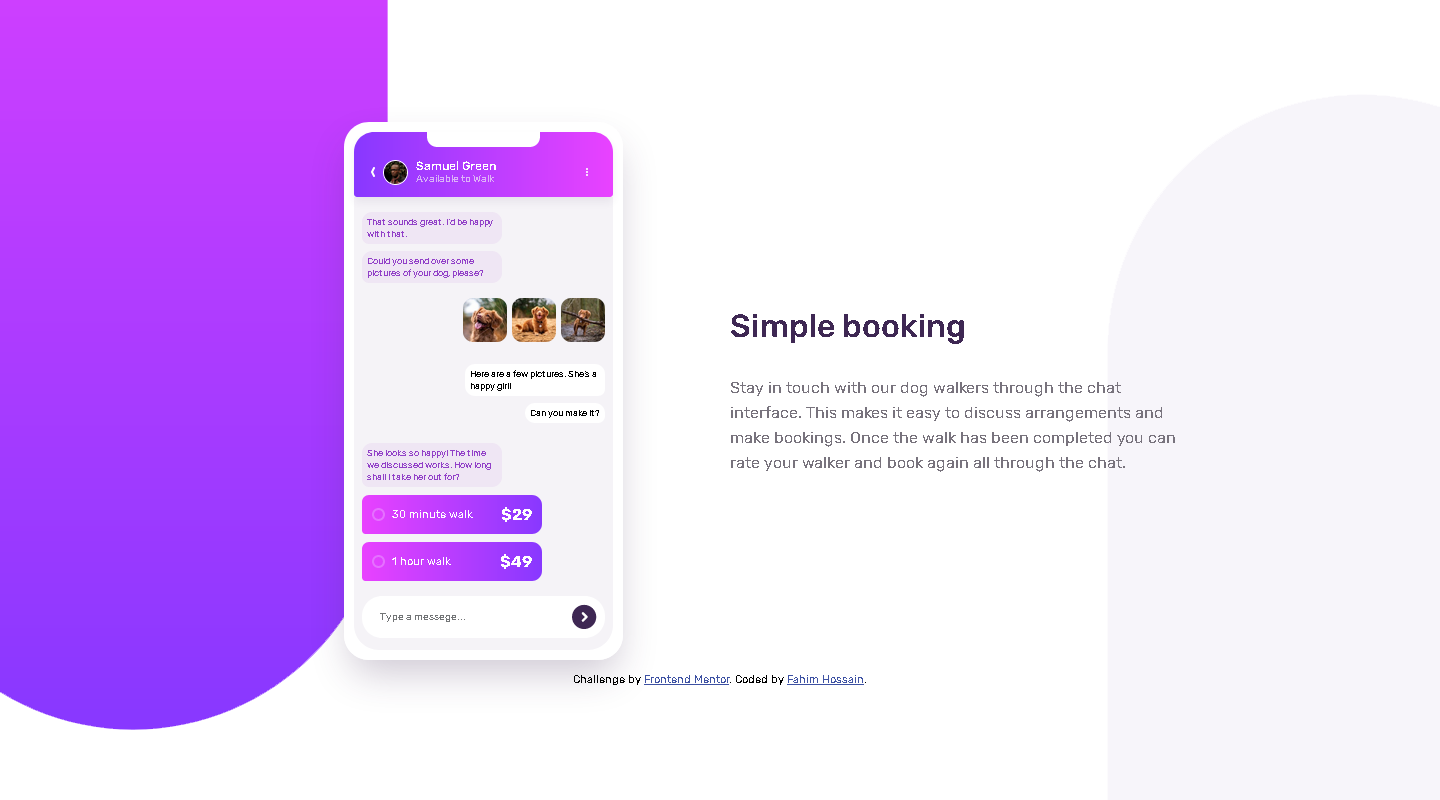 Samuel Green
Available to Walk
That sounds great. I'd be happy
with that.
Could you send over some
pictures of your dog, please?
Here are a few pictures. She's a
happy girl!
Can you make it?
She looks so happy! The time
we discussed works. How long
shall I take her out for?
30 minute walk $29
1 hour walk $49
Type a messege...
Simple booking
Stay in touch with our dog walkers through the chat
interface. This makes it easy to discuss arrangements and
make bookings. Once the walk has been completed you can
rate your walker and book again all through the chat.
Challenge by Frontend Mentor. Coded by Fahim Hossain.